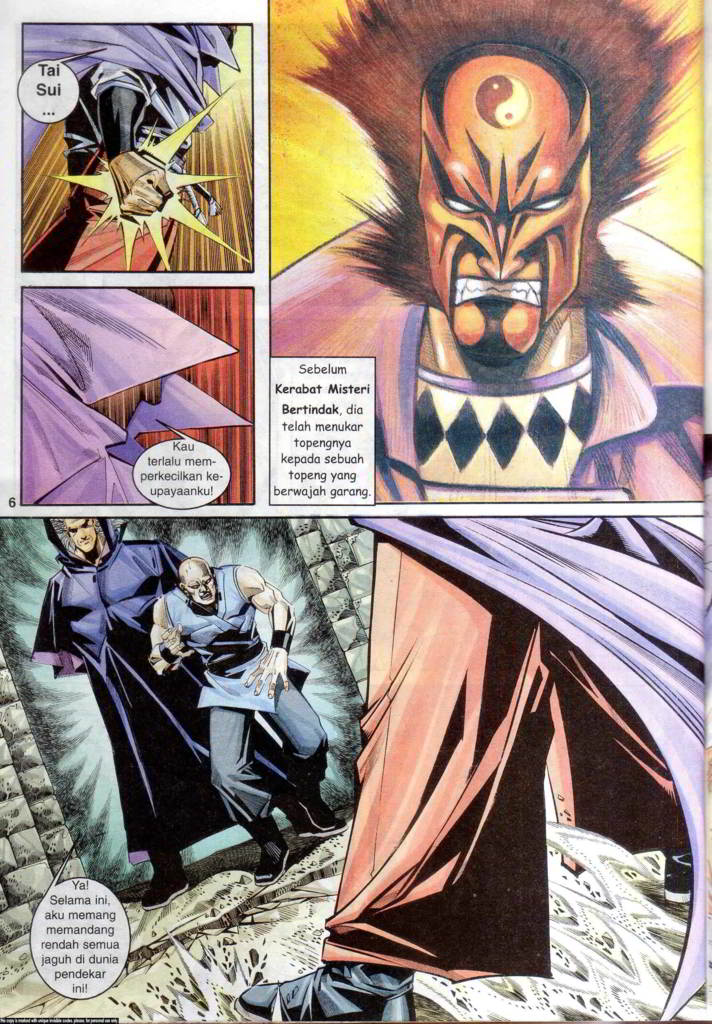 Tai
Sui
...
Sebelum
Kerabat Misteri
Bertindak, dia
telah menukar
topengnya
kepada sebuah
topeng yang
berwajah garang.
Kau
terlalu mem-
perkecilkan ke-
upayaanku!
6
Ya!
Selama ini,
aku memang
memandang
rendah semua
jaguh di dunia
pendekar
ini!